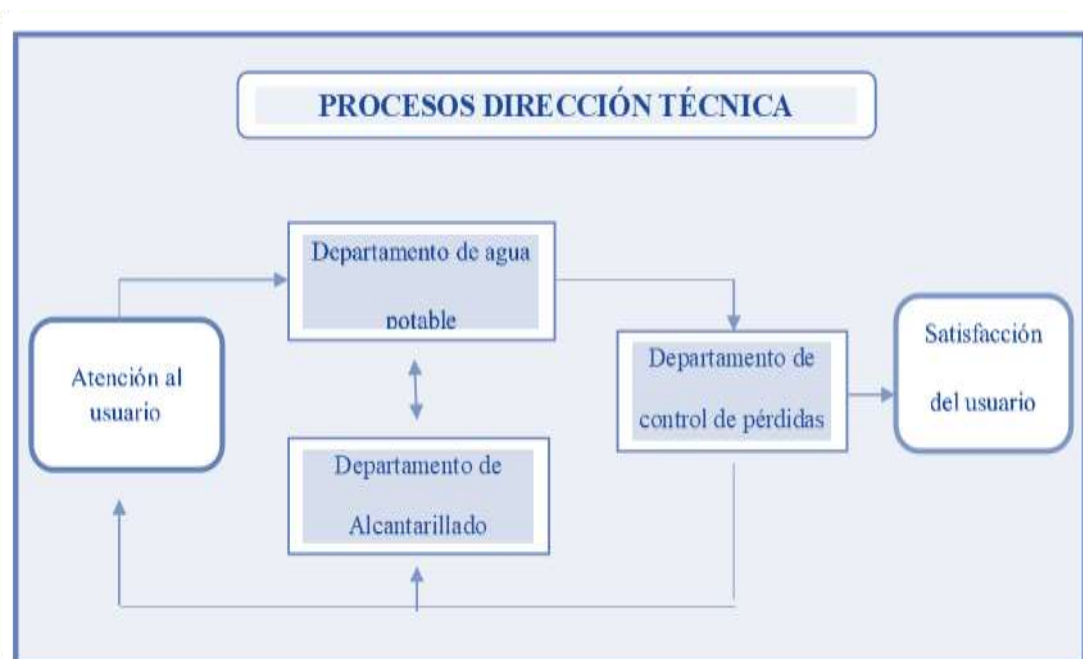 PROCESOS DIRECCIÓN TÉCNICA
Departamento de agua
potable
Atención al
usuario
Departamento de
Alcantarillado
Departamento de
control de pérdidas
Satisfacción
del usuario